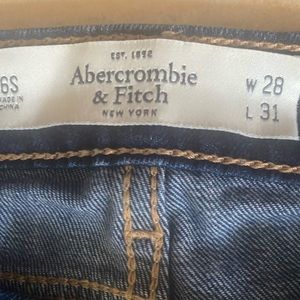 6S
MADE IN
CHINA
EST. 1892
Abercrombie
& Fitch
NEW YORK
W 28
L 31